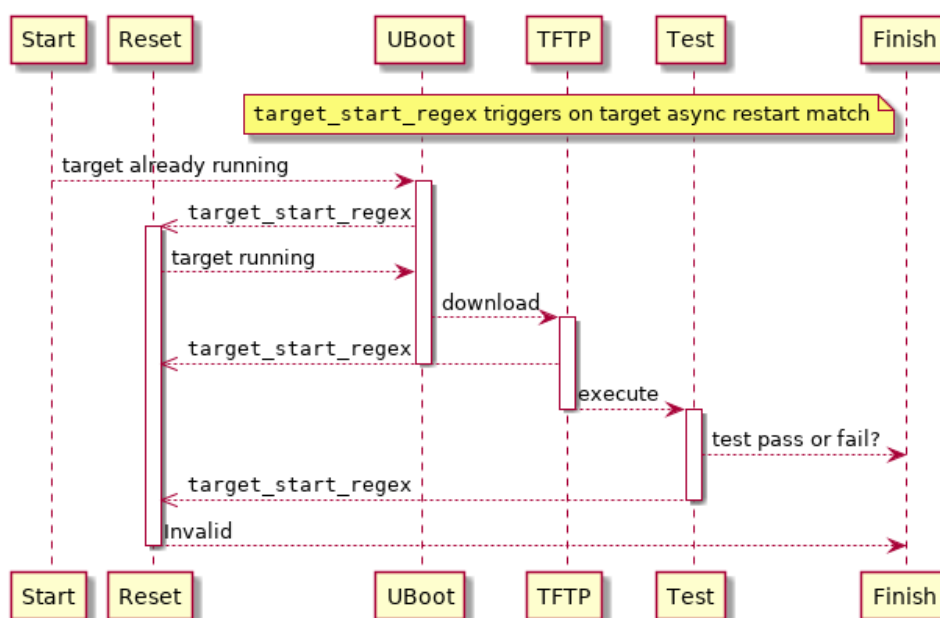 Start Reset UBoot TFTP Test Finish
target_start_regex triggers on target async restart match
target already running
target_start_regex
target running
download
target_start_regex
execute
test pass or fail?
target_start_regex
Invalid
Start Reset UBoot TFTP Test Finish